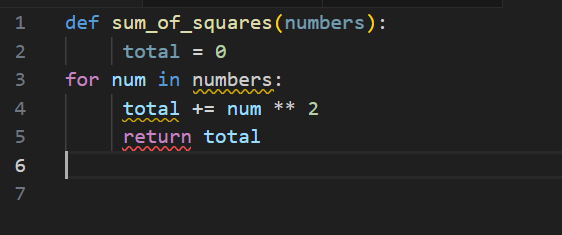 1 def sum_of_squares(numbers):
2 total = 0
3 for num in numbers:
4 total += num ** 2
5 return total
6
7